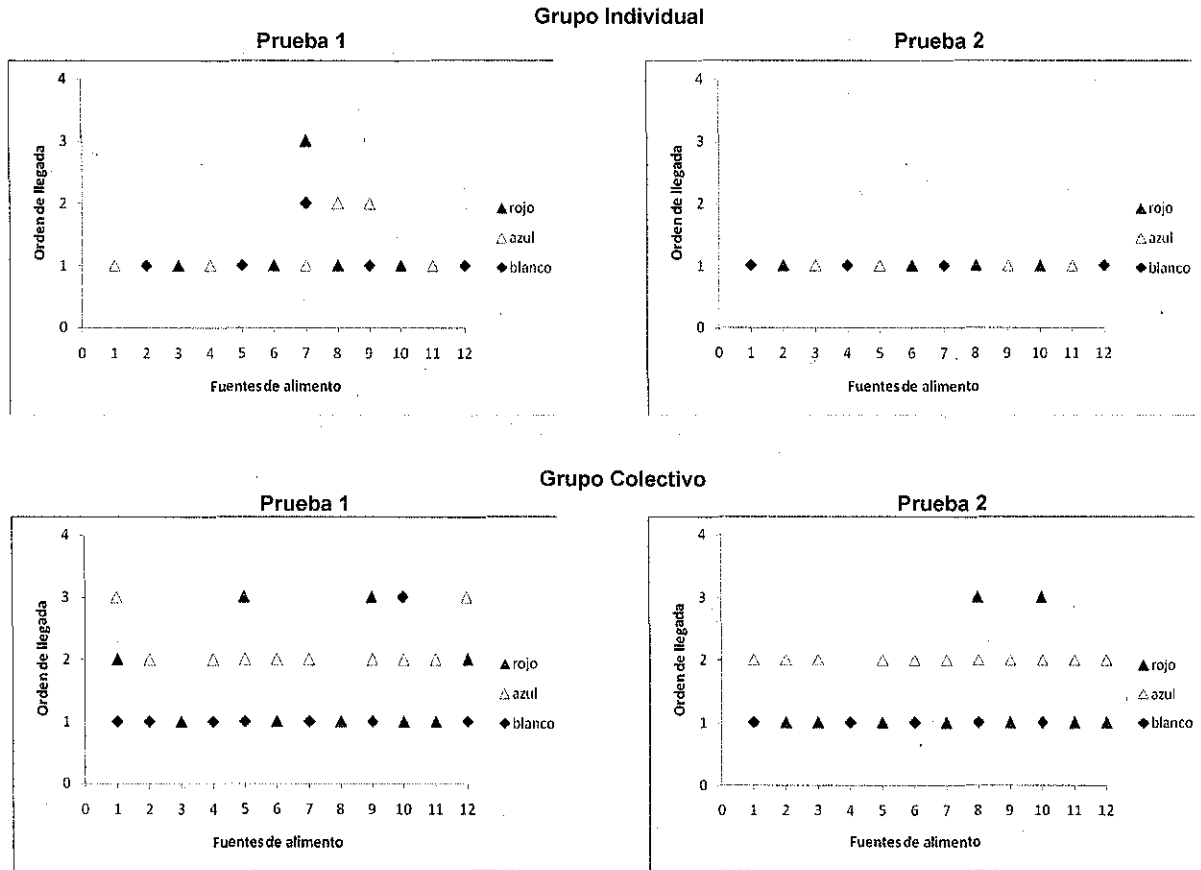 Grupo Individual
Prueba 1
4
3
2
1
0
Orden de llegada
0 1 2 3 4 5 6 7 8 9 10 11 12
Fuentes de alimento
rojo
azul
blanco
Prueba 2
4
3
2
1
0
Orden de llegada
0 1 2 3 4 5 6 7 8 9 10 11 12
Fuentes de alimento
rojo
azul
blanco
Grupo Colectivo
Prueba 1
4
3
2
1
0
Orden de llegada
0 1 2 3 4 5 6 7 8 9 10 11 12
Fuentes de alimento
rojo
azul
blanco
Prueba 2
4
3
2
1
0
Orden de llegada
0 1 2 3 4 5 6 7 8 9 10 11 12
Fuentes de alimento
rojo
azul
blanco